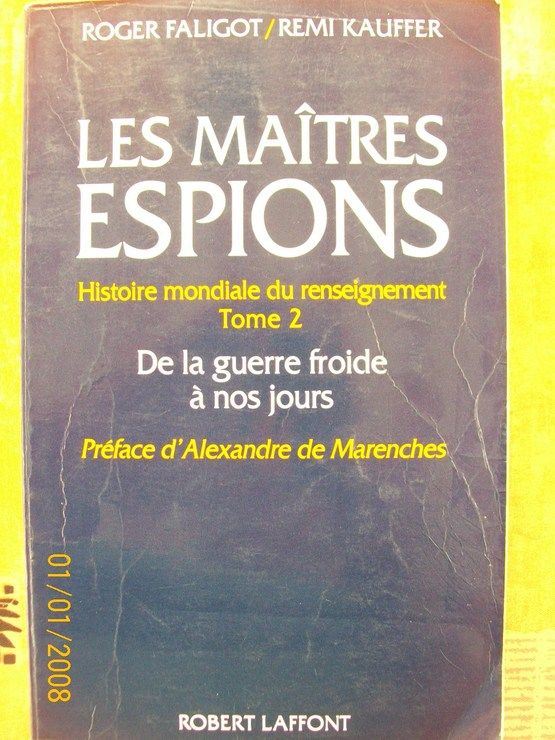 ROGER FALIGOT/REMI KAUFFER
LES MAÎTRES
ESPIONS
Histoire mondiale du renseignement
Tome 2
De la guerre froide
à nos jours
Préface d'Alexandre de Marenches
ROBERT LAFFONT
01/01/2008